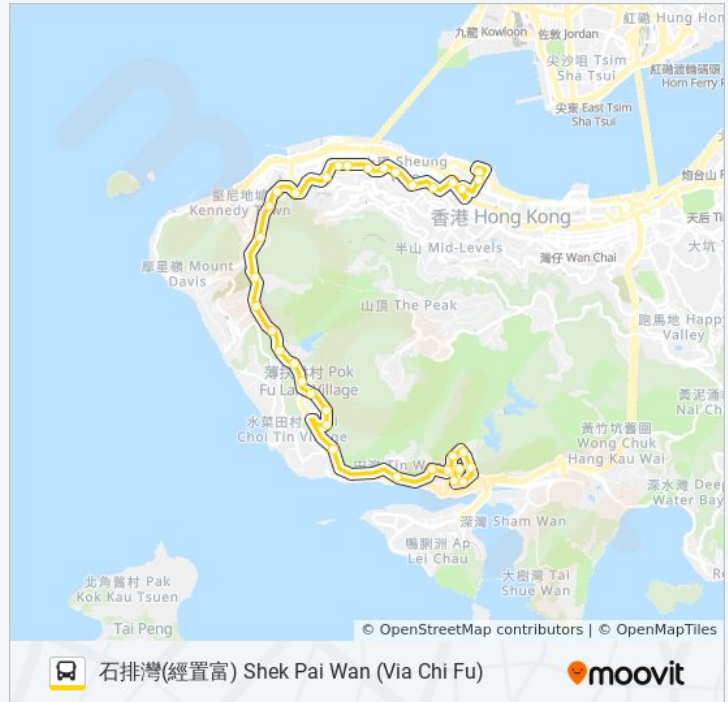 紅磡 Hung Hom
九龍 Kowloon
佐敦 Jordan
尖沙咀 Tsim
Sha Tsui
紅磡渡輪碼頭
Hom Ferry P
尖東 East Tsim
Sha Tsui
Sheung
炮台山 F
堅尼地城
Kennedy Town
香港 Hong Kong
天后 Ti
半山 Mid-Levels
灣仔 Wan Chai
大坑
摩星嶺 Mount
Davis
山頂 The Peak
跑馬地 Happy
Valley
薄扶林村 Pok
Fu Lam Village
黃泥涌
Nai Ch
水菜田村
Choi Tin Village
黃竹坑舊圍
Wong Chuk
Hang Kau Wai
田灣 Tin W
深水灣 Deep
Water Bay
深灣 Sham Wan
鴨脷洲 Ap
Lei Chau
北角舊村 Pak
Kok Kau Tsuen
大樹灣 Tai
Shue Wan
Re
Tai Peng
© OpenStreetMap contributors | © OpenMapTiles
石排灣(經置富) Shek Pai Wan (Via Chi Fu)
moovit